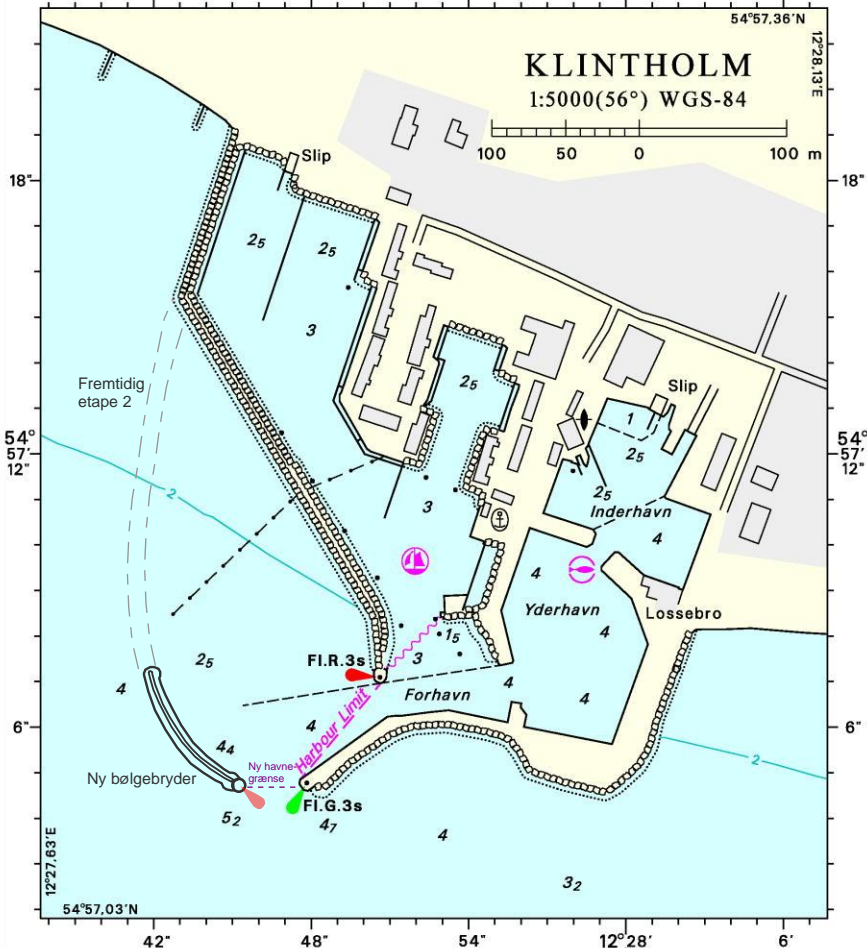 54°57,36'N
12°28,13'E
KLINTHOLM
1:5000(56°) WGS-84
100 50 0 100 m
Slip
18"
18"
2₅
2₅
3
Fremtidig
etape 2
2₅
Slip
1
2₅
54°
57'
12"
54°
57'
12"
2
2₅
3
Inderhavn
4
4
Yderhavn
Lossebro
4
1₅
2₅
Fl.R.3s
3
4
Forhavn
4
4
Harbour Limit
6"
6"
4
4₄
2
Ny havne-
grænse
Ny bølgebryder
Fl.G.3s
5₂
4₇
4
3₂
12°27,63'E
54°57,03'N
42"
48"
54"
12°28'
6'